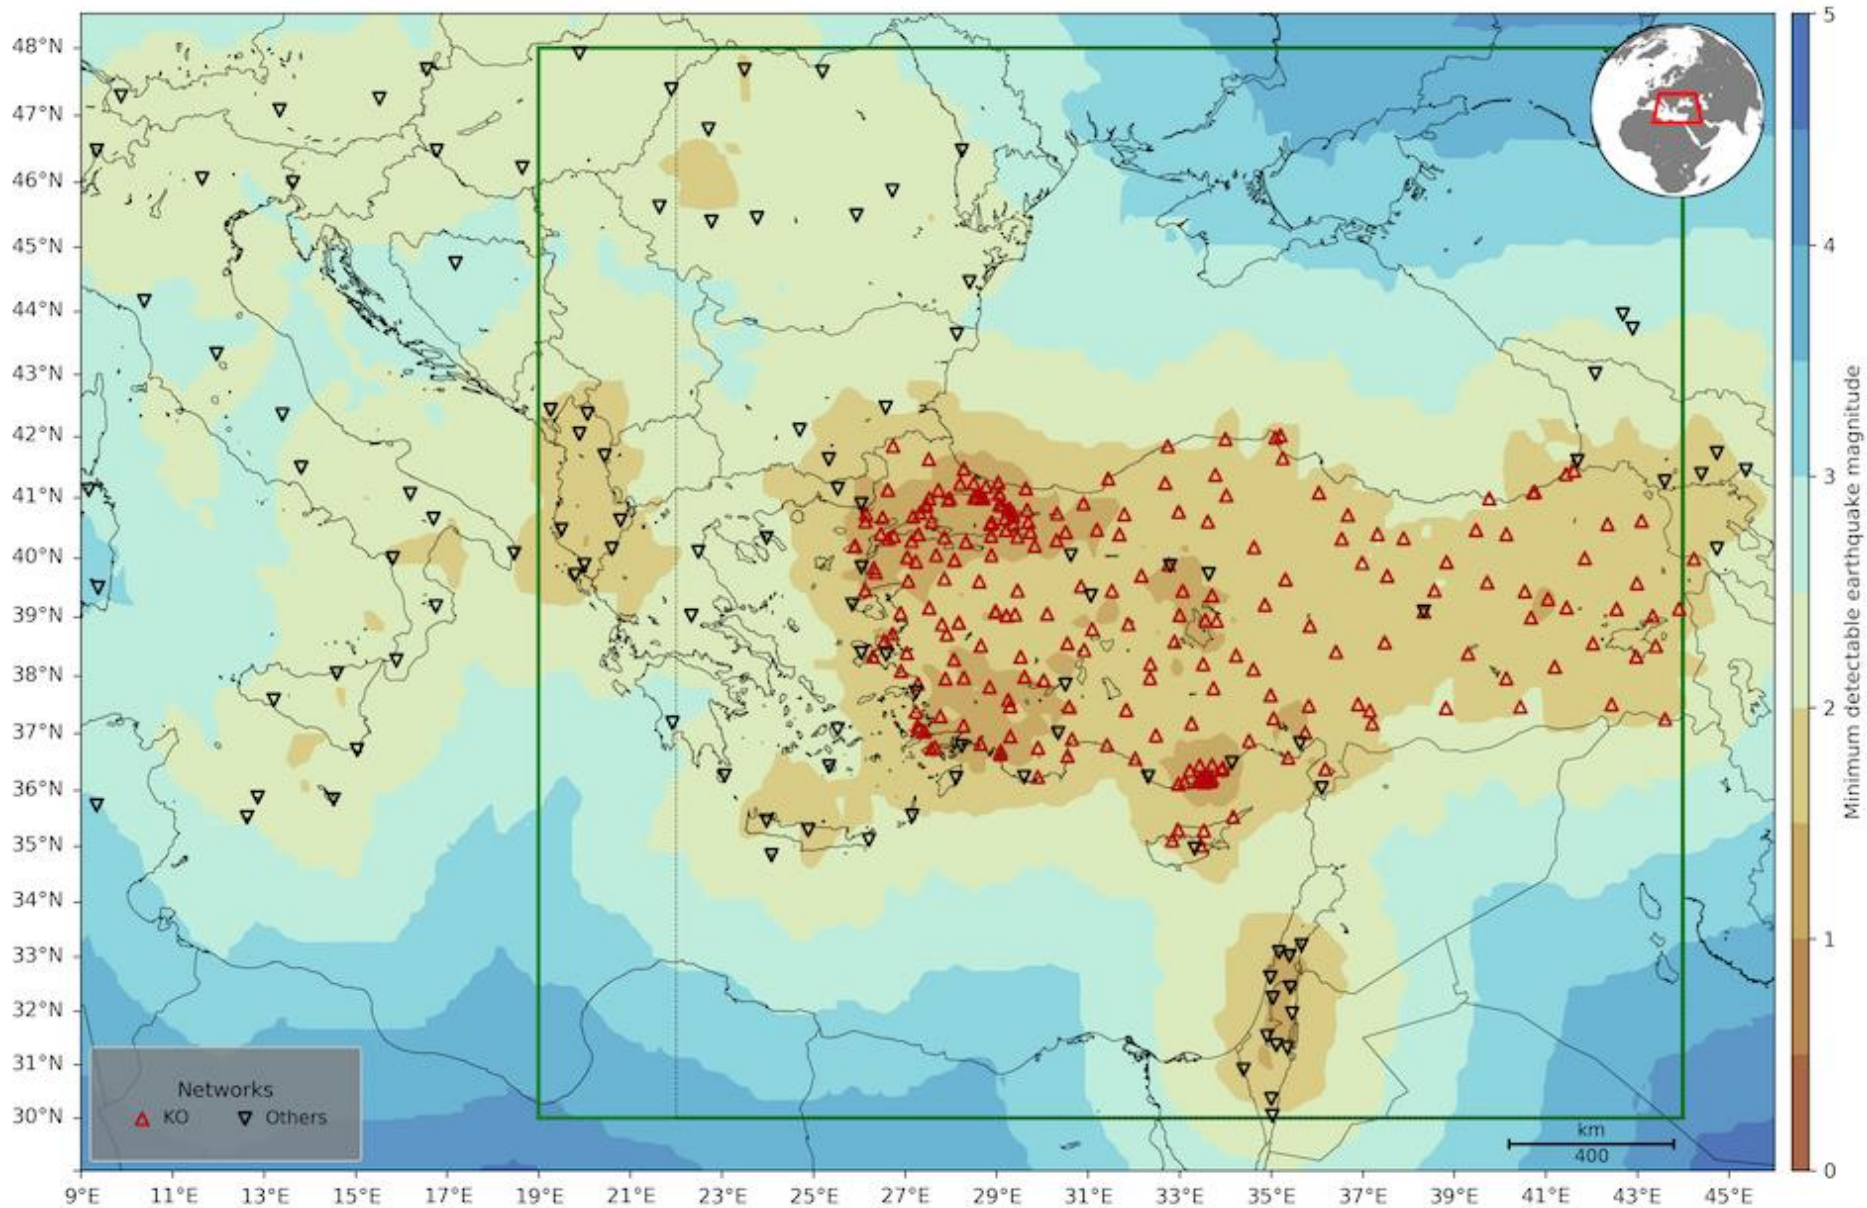 48°N
47°N
46°N
45°N
44°N
43°N
42°N
41°N
40°N
39°N
38°N
37°N
36°N
35°N
34°N
33°N
32°N
31°N
30°N
Networks
KO Others
km
400
9°E 11°E 13°E 15°E 17°E 19°E 21°E 23°E 25°E 27°E 29°E 31°E 33°E 35°E 37°E 39°E 41°E 43°E 45°E
5
4
3
2
1
0
Minimum detectable earthquake magnitude